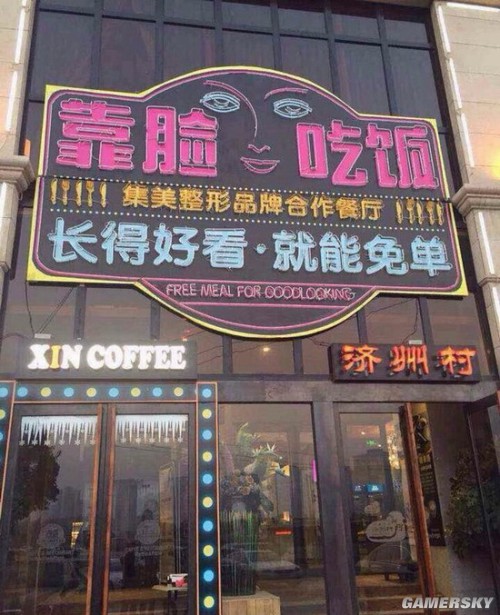 靠脸 吃饭
集美整形品牌合作餐厅
长得好看·就能免单
FREE MEAL FOR GOODLOOKING
XIN COFFEE
济州村
GAMERSKY